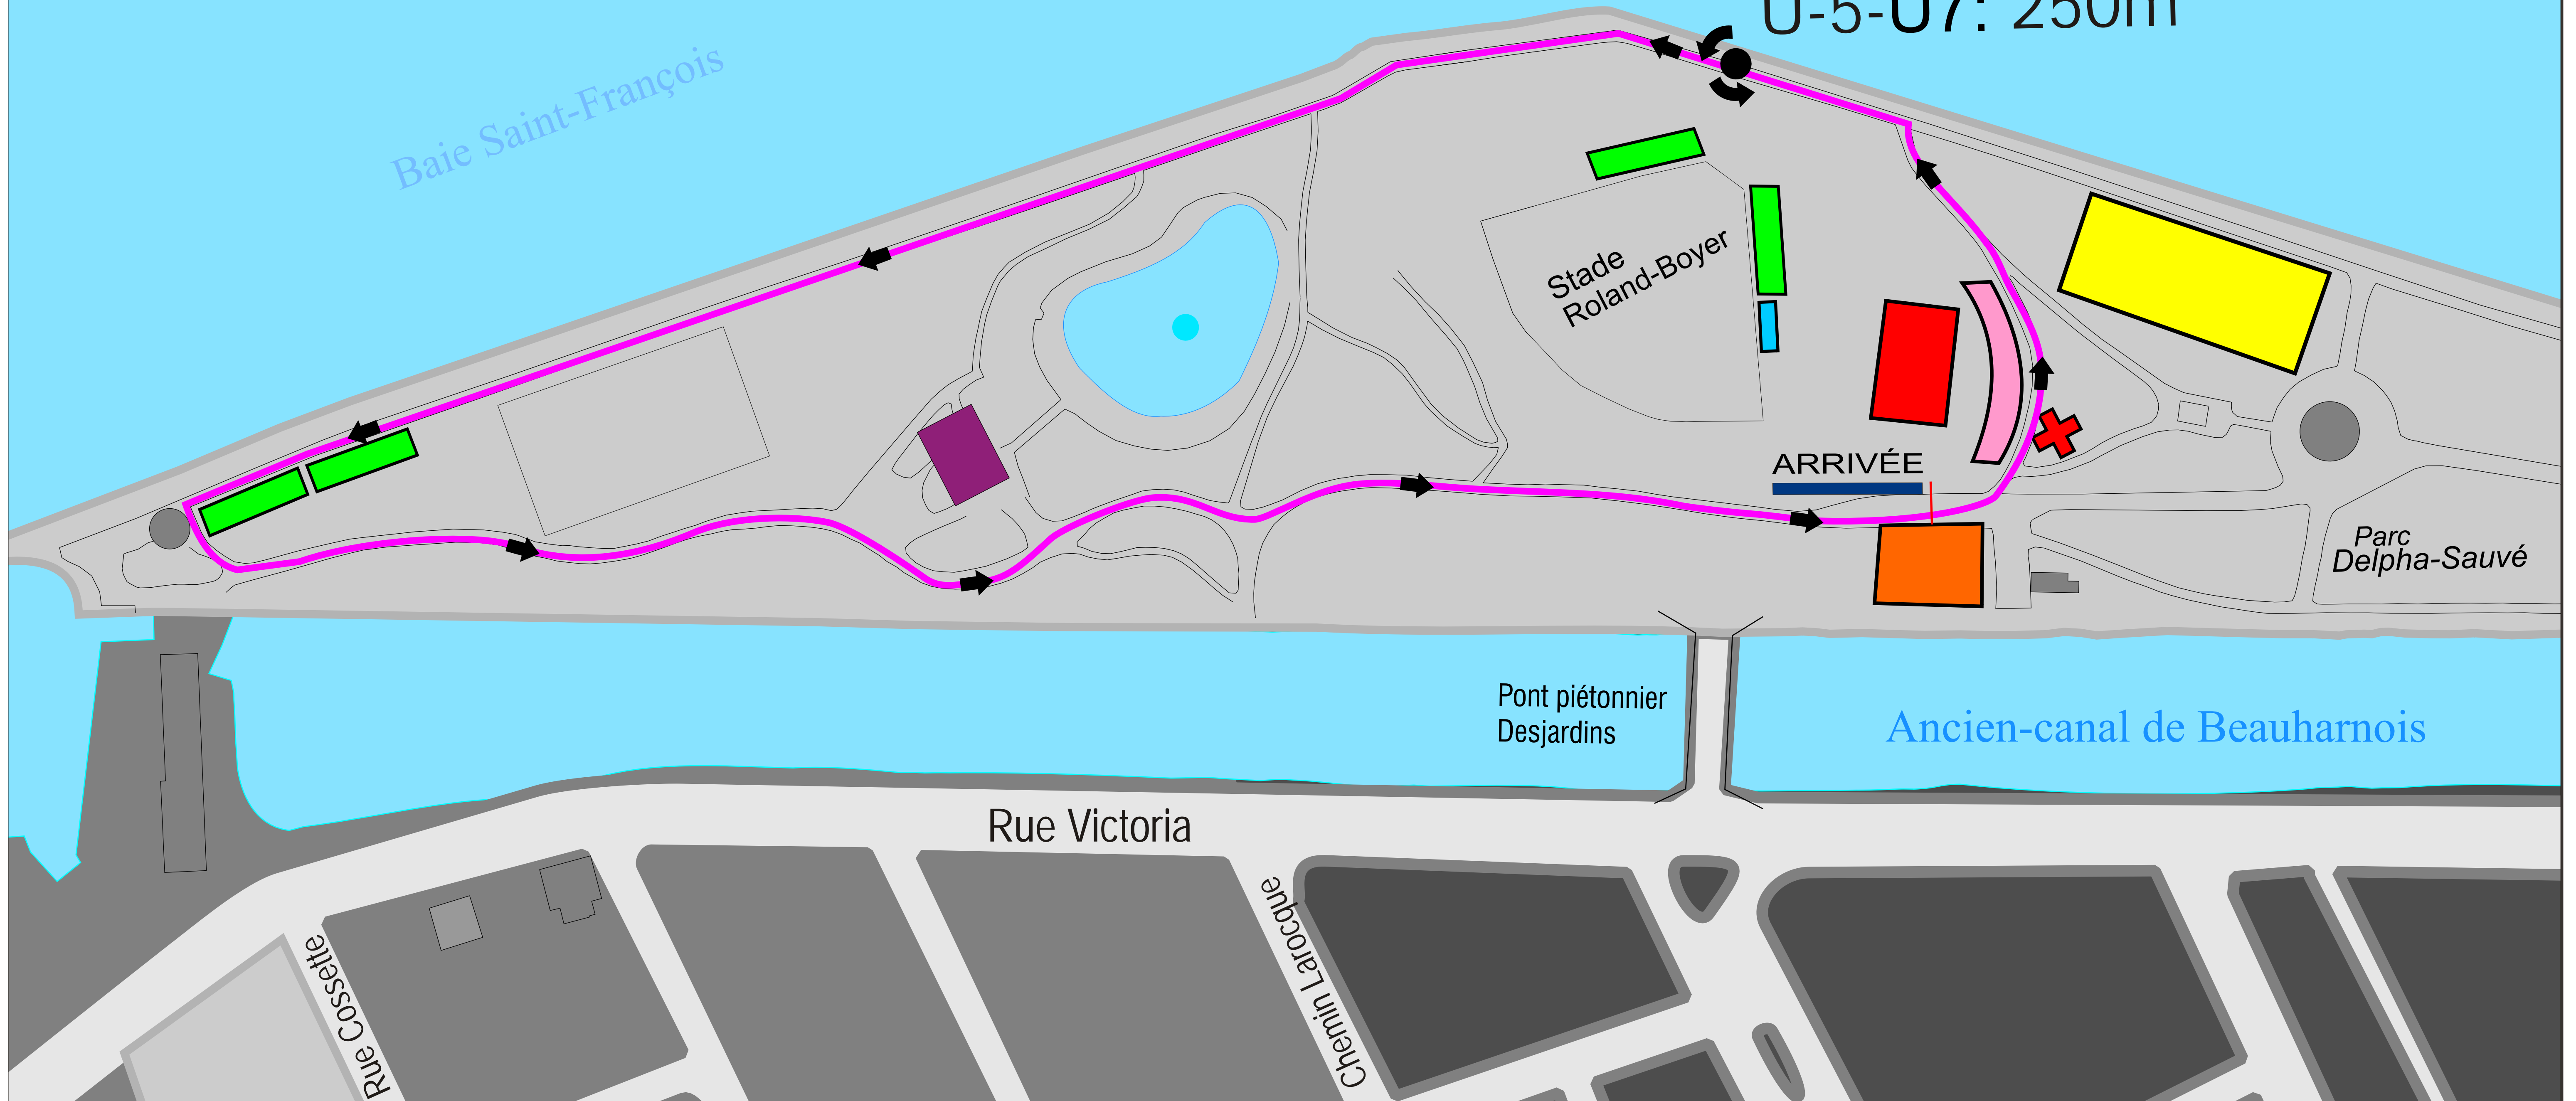 U-5-U7: 250m
Baie Saint-François
Stade
Roland-Boyer
ARRIVÉE
Parc
Delpha-Sauvé
Pont piétonnier
Desjardins
Ancien-canal de Beauharnois
Rue Victoria
Chemin Larocque
Rue Cossette